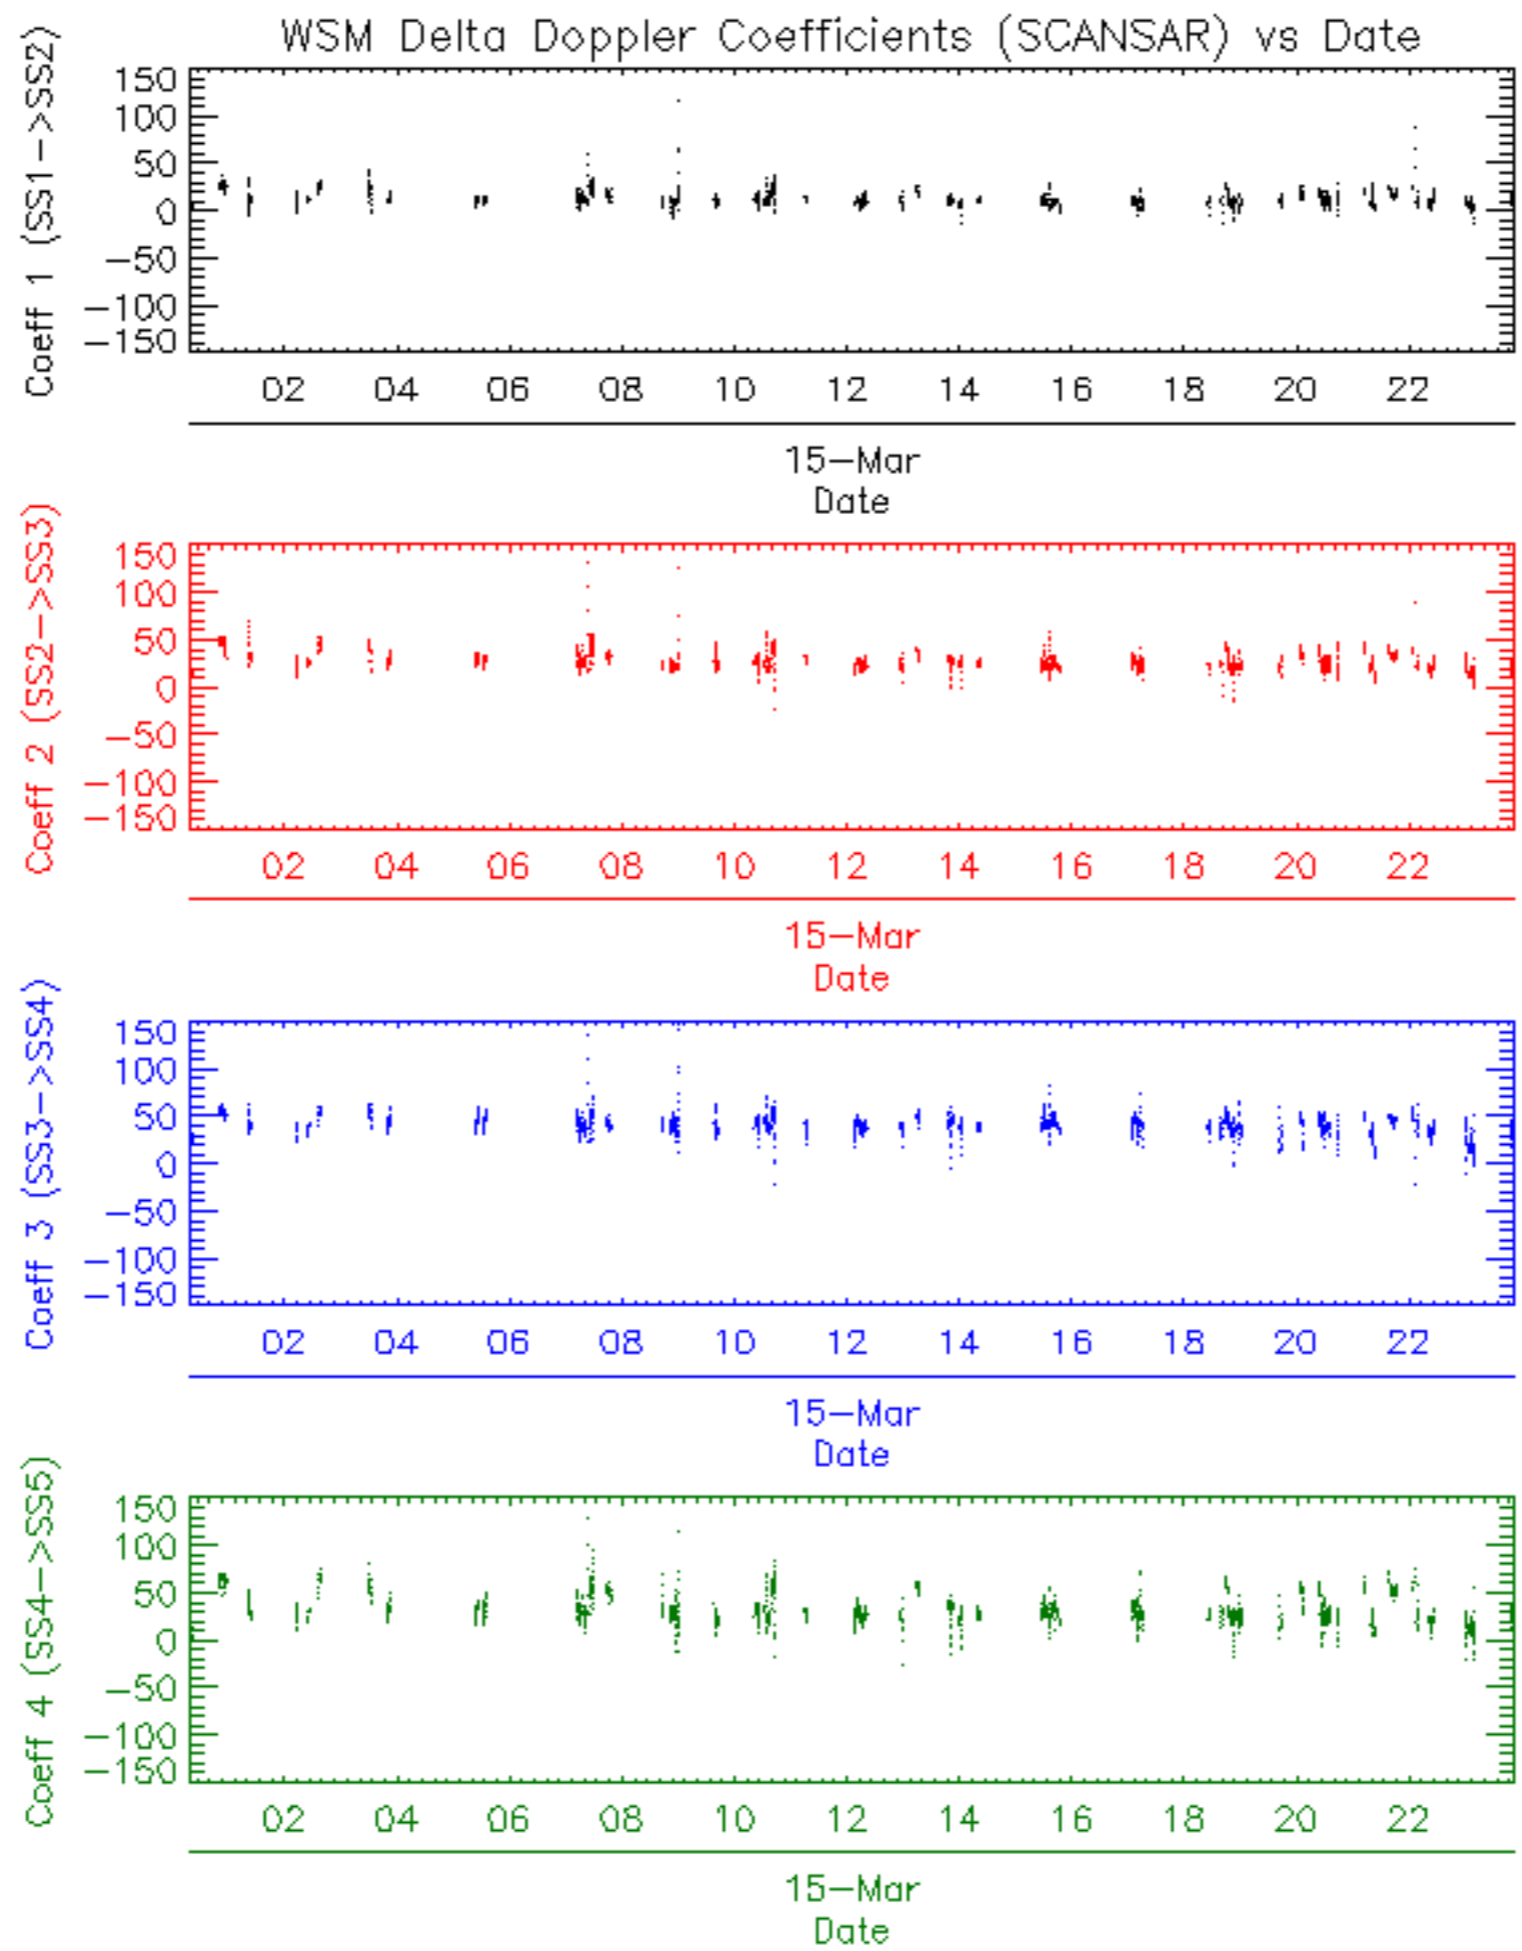 WSM Delta Doppler Coefficients (SCANSAR) vs Date
Coeff 1 (SS1->SS2)
150
100
50
0
-50
-100
-150
02 04 06 08 10 12 14 16 18 20 22
15-Mar
Date
Coeff 2 (SS2->SS3)
150
100
50
0
-50
-100
-150
02 04 06 08 10 12 14 16 18 20 22
15-Mar
Date
Coeff 3 (SS3->SS4)
150
100
50
0
-50
-100
-150
02 04 06 08 10 12 14 16 18 20 22
15-Mar
Date
Coeff 4 (SS4->SS5)
150
100
50
0
-50
-100
-150
02 04 06 08 10 12 14 16 18 20 22
15-Mar
Date